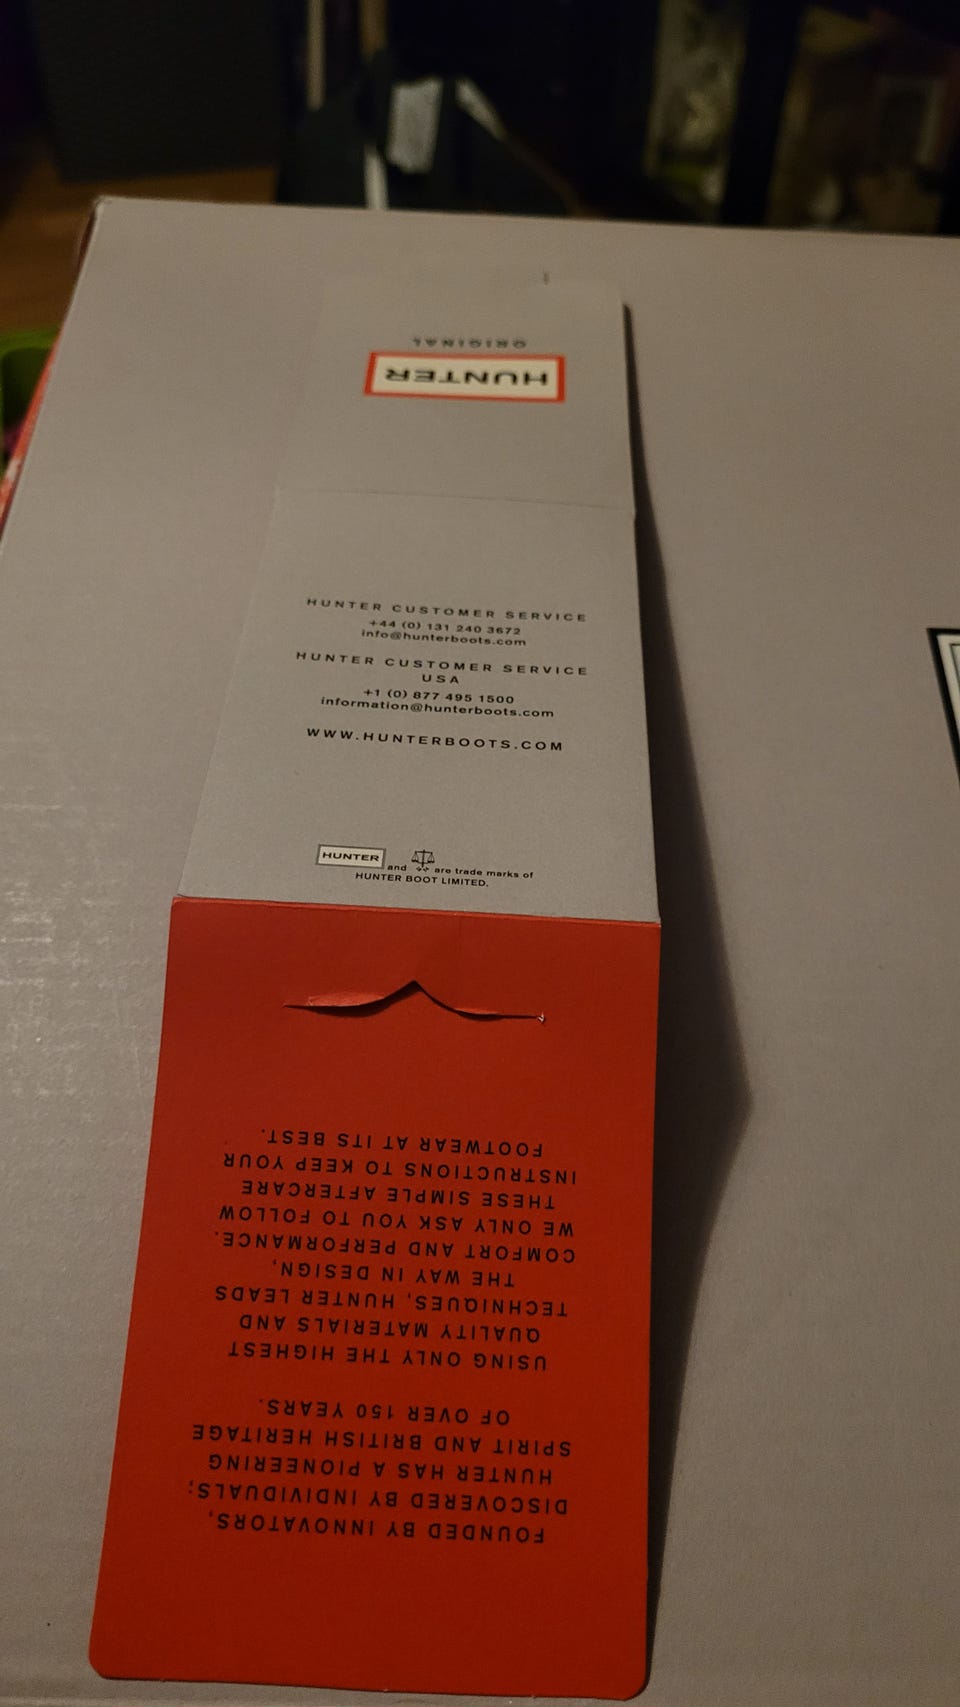 ORIGINAL
HUNTER
HUNTER CUSTOMER SERVICE
+44 (0) 131 240 3672
info@hunterboots.com
HUNTER CUSTOMER SERVICE
USA
+1 (0) 877 495 1500
information@hunterboots.com
WWW.HUNTERBOOTS.COM
HUNTER and are trade marks of
HUNTER BOOT LIMITED.
FOUNDED BY INNOVATORS,
DISCOVERED BY INDIVIDUALS;
HUNTER HAS A PIONEERING
SPIRIT AND BRITISH HERITAGE
OF OVER 150 YEARS.
USING ONLY THE HIGHEST
QUALITY MATERIALS AND
TECHNIQUES, HUNTER LEADS
THE WAY IN DESIGN,
COMFORT AND PERFORMANCE.
WE ONLY ASK YOU TO FOLLOW
THESE SIMPLE AFTERCARE
INSTRUCTIONS TO KEEP YOUR
FOOTWEAR AT ITS BEST.